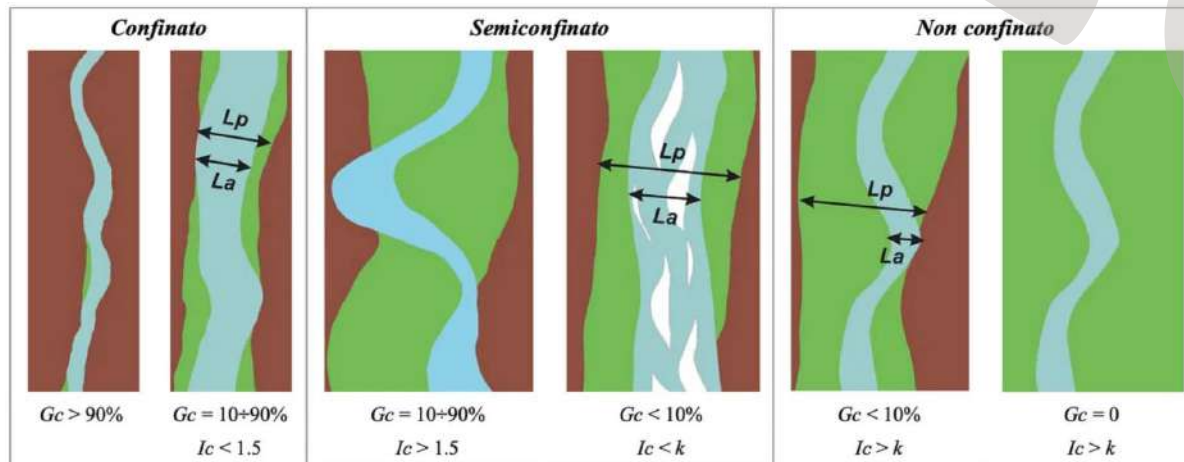 Confinato
Semiconfinato
Non confinato
Lp
La
Lp
La
Lp
La
Gc > 90%
Gc = 10÷90%
Ic < 1.5
Gc = 10÷90%
Ic > 1.5
Gc < 10%
Ic < k
Gc < 10%
Ic > k
Gc = 0
Ic > k